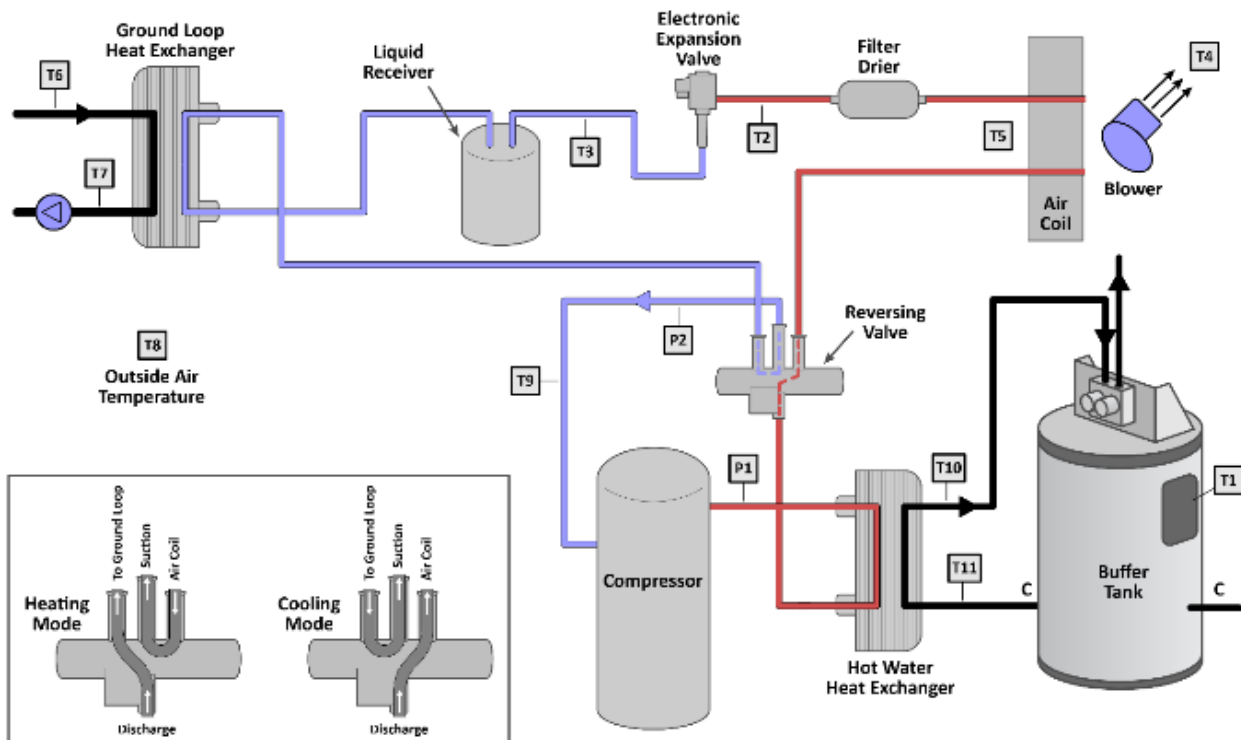 Ground Loop
Heat Exchanger
T6
T7
Liquid
Receiver
T3
Electronic
Expansion
Valve
T2
Filter
Drier
T5
T4
Blower
Air
Coil
T8
Outside Air
Temperature
P2
T9
Reversing
Valve
P1
T10
T11
T1
Compressor
Buffer
Tank
C
C
Hot Water
Heat Exchanger
To Ground Loop
Suction
Air Coil
Heating
Mode
Discharge
To Ground Loop
Suction
Air Coil
Cooling
Mode
Discharge